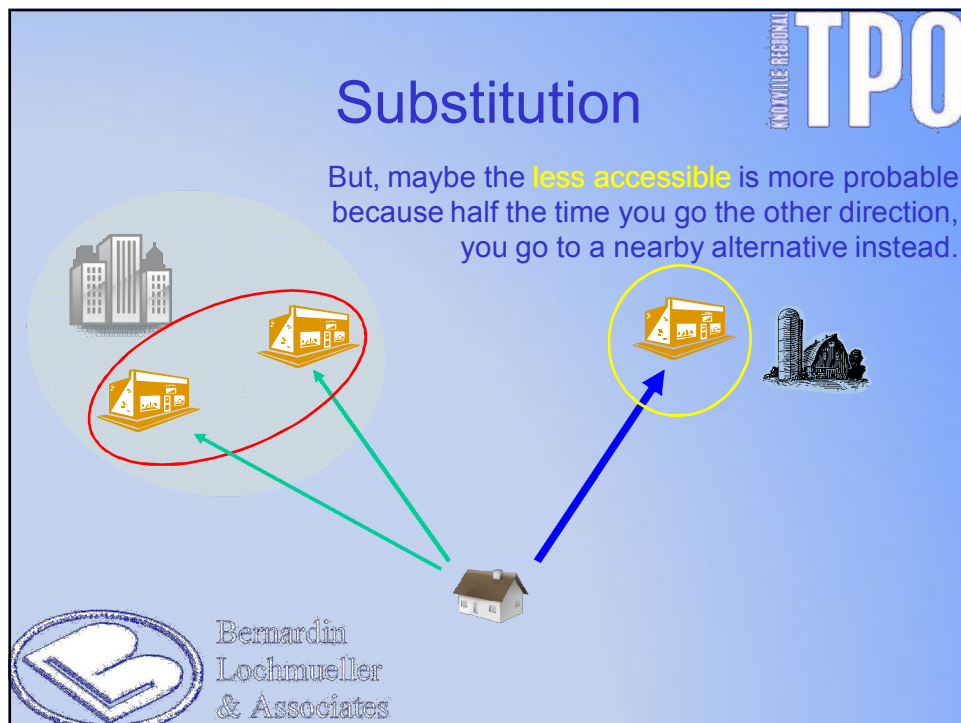 KNOXVILLE REGIONAL
TPO
Substitution
But, maybe the less accessible is more probable
because half the time you go the other direction,
you go to a nearby alternative instead.
Bernardin
Lochmueller
& Associates